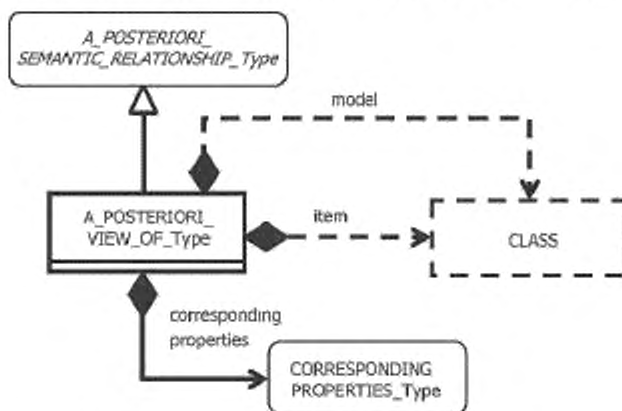 A_POSTERIORI_
SEMANTIC_RELATIONSHIP_Type
model
A_POSTERIORI_
VIEW_OF_Type
item
CLASS
corresponding
properties
CORRESPONDING
PROPERTIES_Type